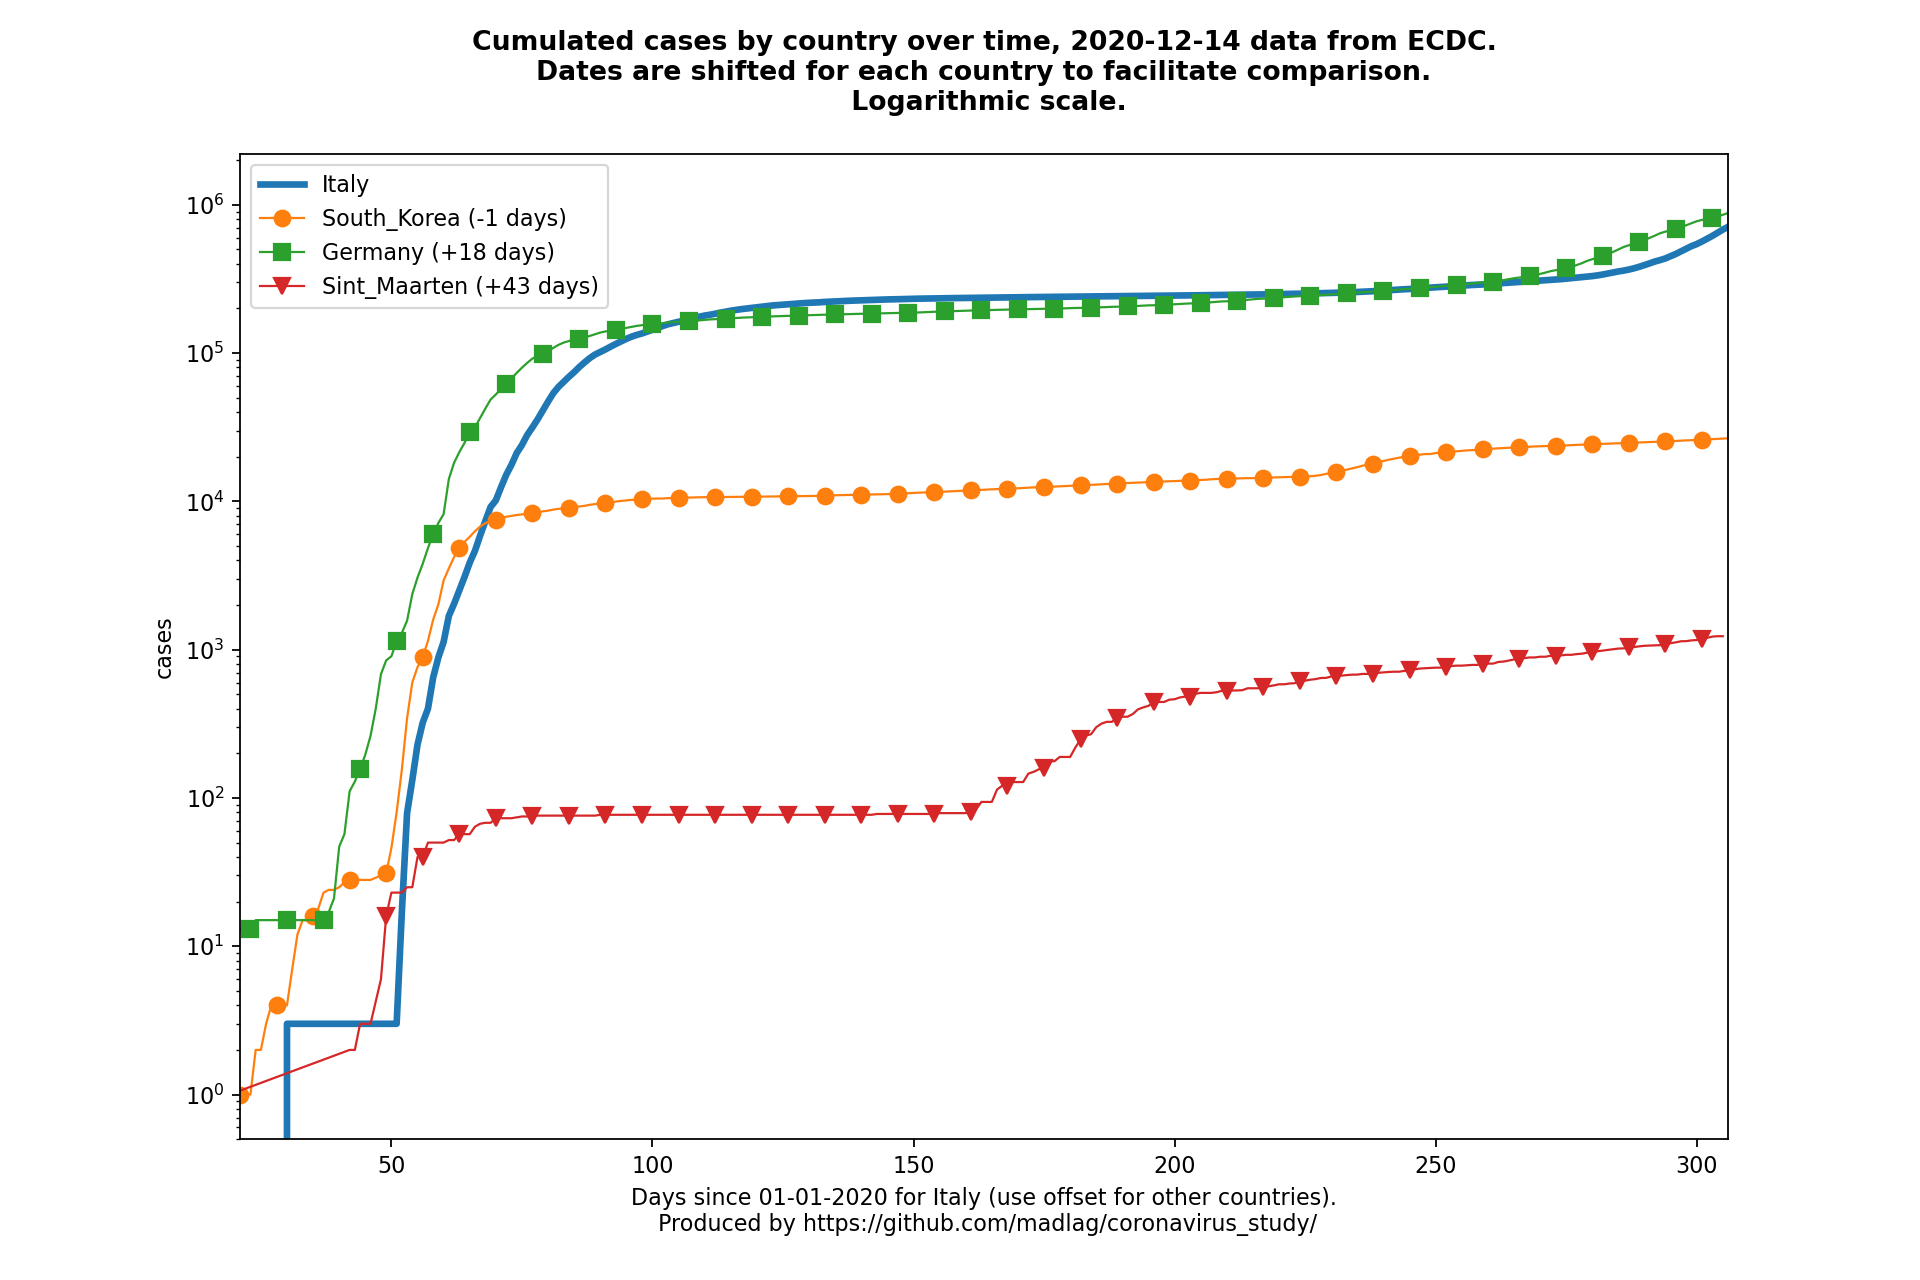 Cumulated cases by country over time, 2020-12-14 data from ECDC.
Dates are shifted for each country to facilitate comparison.
Logarithmic scale.
Italy
South_Korea (-1 days)
Germany (+18 days)
Sint_Maarten (+43 days)
10^6
10^5
10^4
10^3
10^2
10^1
10^0
cases
50 100 150 200 250 300
Days since 01-01-2020 for Italy (use offset for other countries).
Produced by https://github.com/madlag/coronavirus_study/